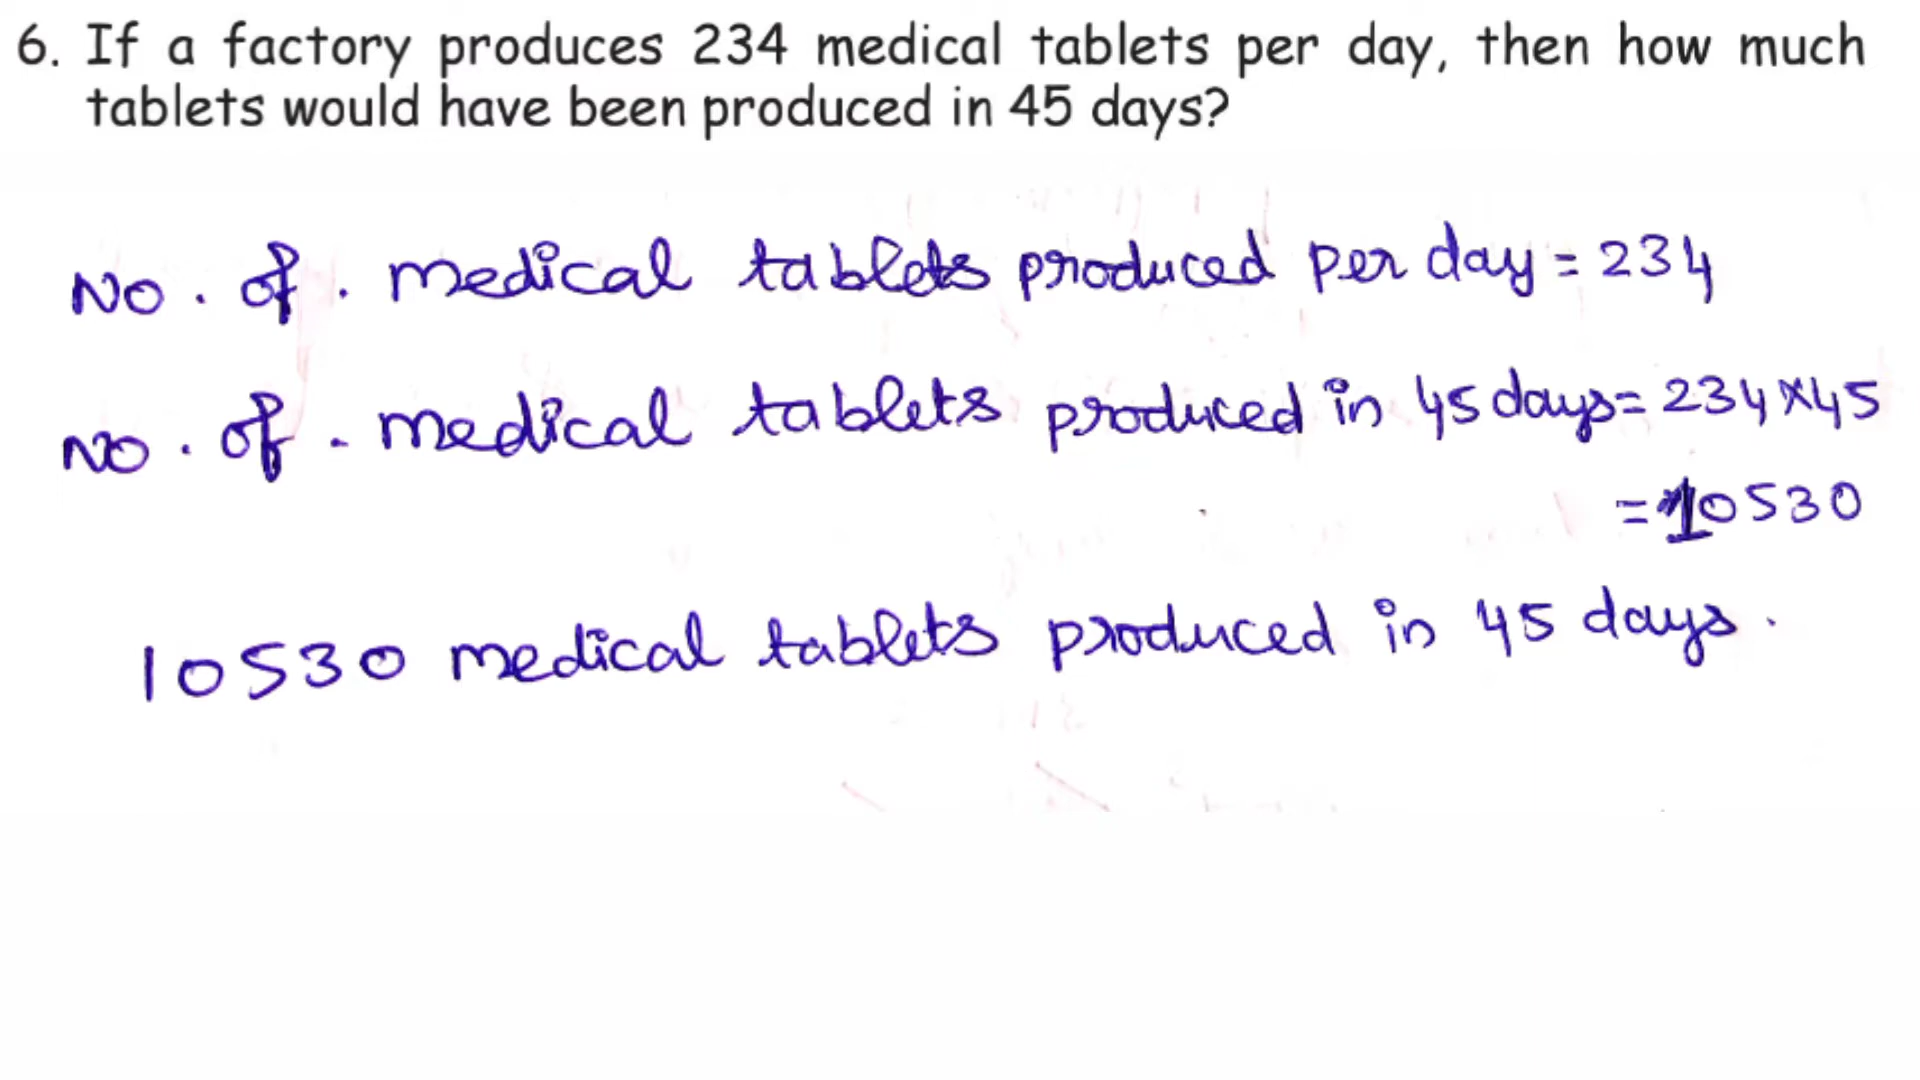 6. If a factory produces 234 medical tablets per day, then how much
tablets would have been produced in 45 days?
No. of. medical tablets produced per day = 234
No. of. medical tablets produced in 45 days = 234 × 45
= 10530
10530 medical tablets produced in 45 days.